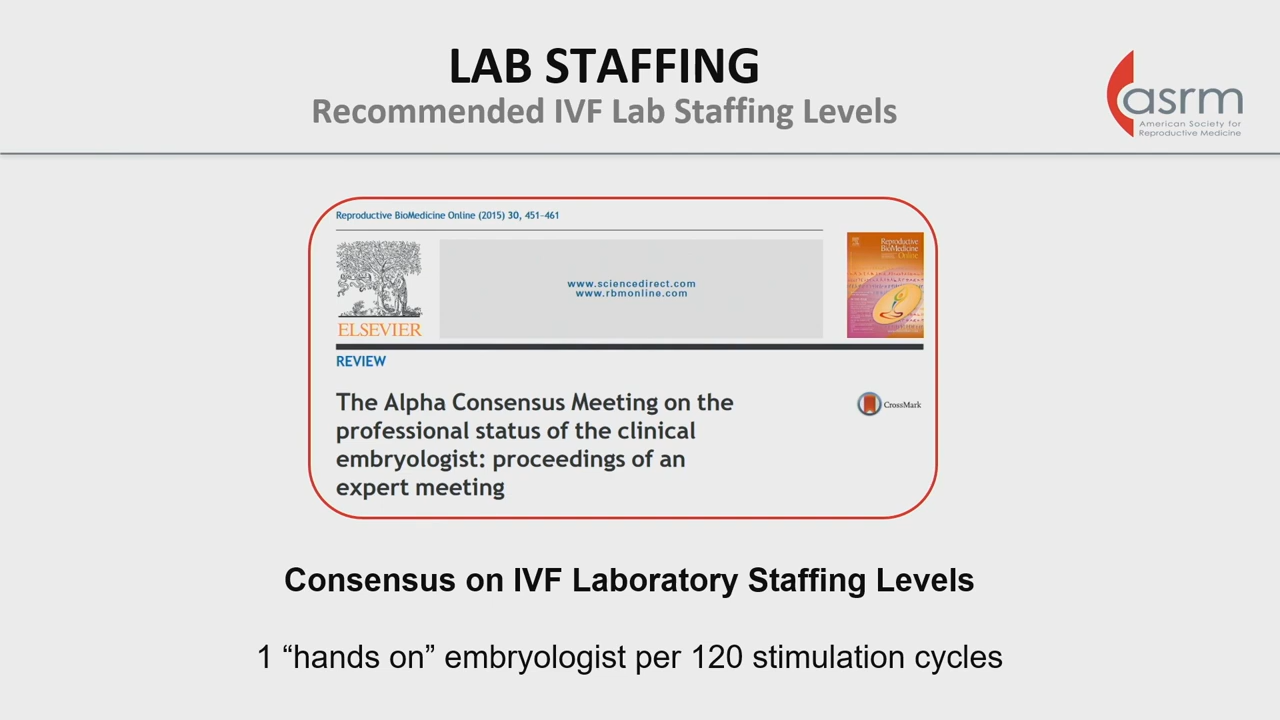 LAB STAFFING
Recommended IVF Lab Staffing Levels
asrm
American Society for
Reproductive Medicine
Reproductive BioMedicine Online (2015) 30, 451–461
www.sciencedirect.com
www.rbmonline.com
ELSEVIER
Reproductive
BioMedicine
Online
REVIEW
The Alpha Consensus Meeting on the
professional status of the clinical
embryologist: proceedings of an
expert meeting
CrossMark
Consensus on IVF Laboratory Staffing Levels
1 “hands on” embryologist per 120 stimulation cycles